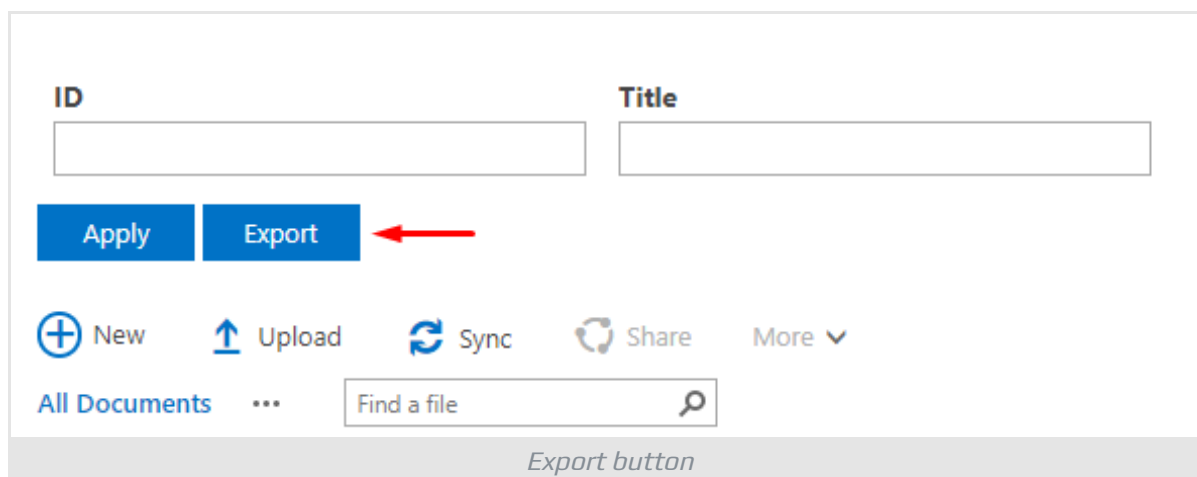 ID Title
Apply Export
New Upload Sync Share More
All Documents ... Find a file
Export button